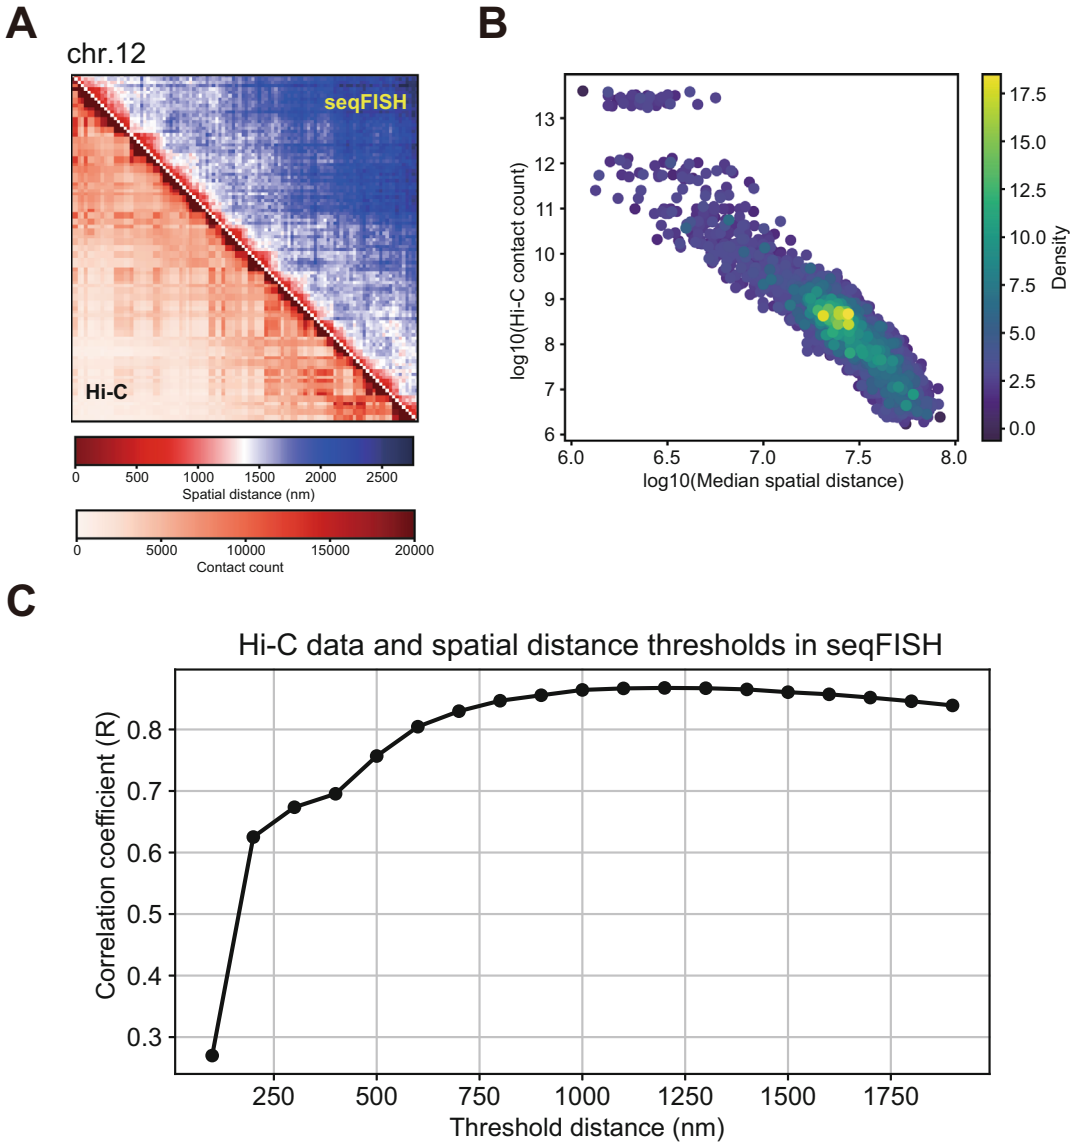 A
chr.12
seqFISH
Hi-C
0 500 1000 1500 2000 2500
Spatial distance (nm)
0 5000 10000 15000 20000
Contact count
B
log10(Hi-C contact count)
13
12
11
10
9
8
7
6
6.0 6.5 7.0 7.5 8.0
log10(Median spatial distance)
17.5
15.0
12.5
10.0
7.5
5.0
2.5
0.0
Density
C
Hi-C data and spatial distance thresholds in seqFISH
Correlation coefficient (R)
0.8
0.7
0.6
0.5
0.4
0.3
250 500 750 1000 1250 1500 1750
Threshold distance (nm)